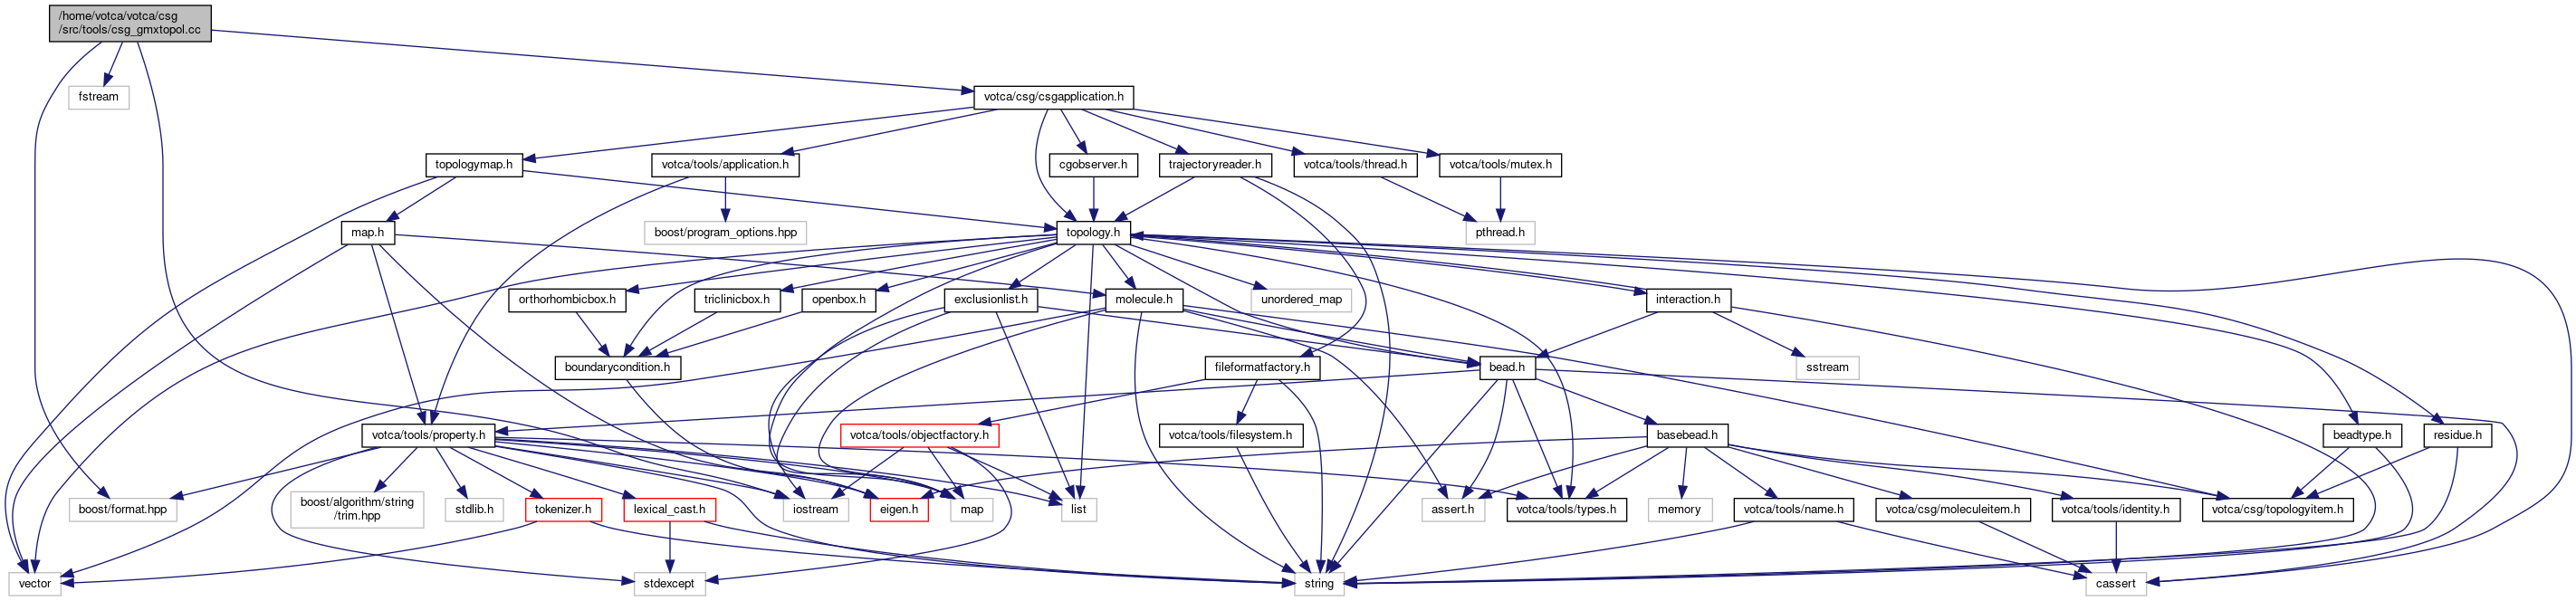 /home/votca/votca/csg
/src/tools/csg_gmxtopol.cc
fstream
votca/csg/csgapplication.h
topologymap.h
votca/tools/application.h
cgobserver.h
trajectoryreader.h
votca/tools/thread.h
votca/tools/mutex.h
map.h
boost/program_options.hpp
topology.h
pthread.h
orthorhombicbox.h
triclinicbox.h
openbox.h
exclusionlist.h
molecule.h
unordered_map
interaction.h
boundarycondition.h
fileformatfactory.h
bead.h
sstream
votca/tools/property.h
votca/tools/objectfactory.h
votca/tools/filesystem.h
basebead.h
beadtype.h
residue.h
boost/format.hpp
boost/algorithm/string
/trim.hpp
stdlib.h
tokenizer.h
lexical_cast.h
iostream
eigen.h
map
list
assert.h
votca/tools/types.h
memory
votca/tools/name.h
votca/csg/moleculeitem.h
votca/tools/identity.h
votca/csg/topologyitem.h
vector
stdexcept
string
cassert